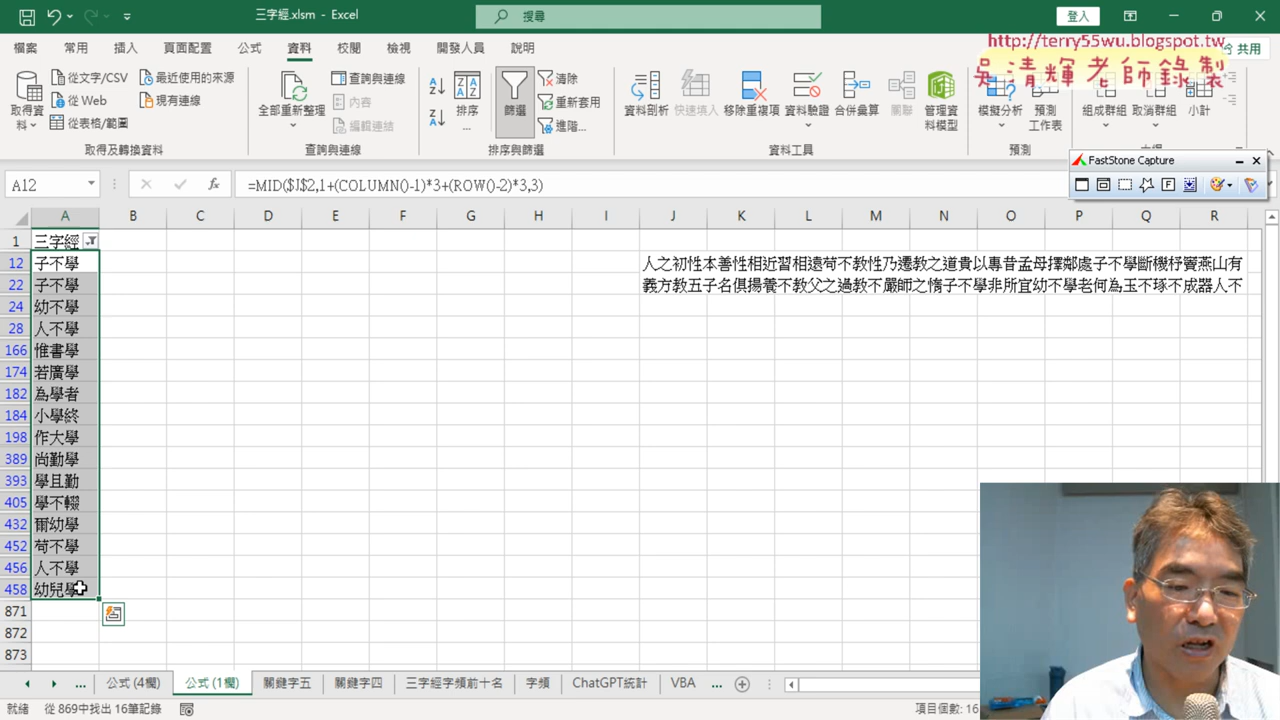 三字經.xlsm - Excel
搜尋
登入
檔案 常用 插入 頁面配置 公式 資料 校閱 檢視 開發人員 說明
http://terry55wu.blogspot.tw
共用
吳清輝老師錄製
取得資料
從文字/CSV
從 Web
從表格/範圍
最近使用的來源
現有連線
全部重新整理
查詢與連線
內容
編輯連結
排序...
篩選
清除
重新套用
進階...
資料剖析 快速填入 移除重複項 資料驗證 合併彙算 關聯 管理資料模型
模擬分析 預測工作表
組成群組 取消群組 小計
取得及轉換資料 查詢與連線 排序與篩選 資料工具 預測
FastStone Capture
A12
fx
=MID($J$2,1+(COLUMN()-1)*3+(ROW()-2)*3,3)
A B C D E F G H I J K L M N O P Q R
1 三字經
12 子不學 人之初性本善性相近習相遠苟不教性乃遷教之道貴以專昔孟母擇鄰處子不學斷機杼竇燕山有
22 子不學 義方教五子名俱揚養不教父之過教不嚴師之惰子不學非所宜幼不學老何為玉不琢不成器人不
24 幼不學
28 人不學
166 惟書學
174 若廣學
182 為學者
184 小學終
198 作大學
389 尚勤學
393 學且勤
405 學不輟
432 爾幼學
452 苟不學
456 人不學
458 幼兒學
871
872
873
... 公式 (4欄) 公式 (1欄) 關鍵字五 關鍵字四 三字經字頻前十名 字頻 ChatGPT統計 VBA ...
就緒 從 869中找出 16筆記錄 項目個數: 16